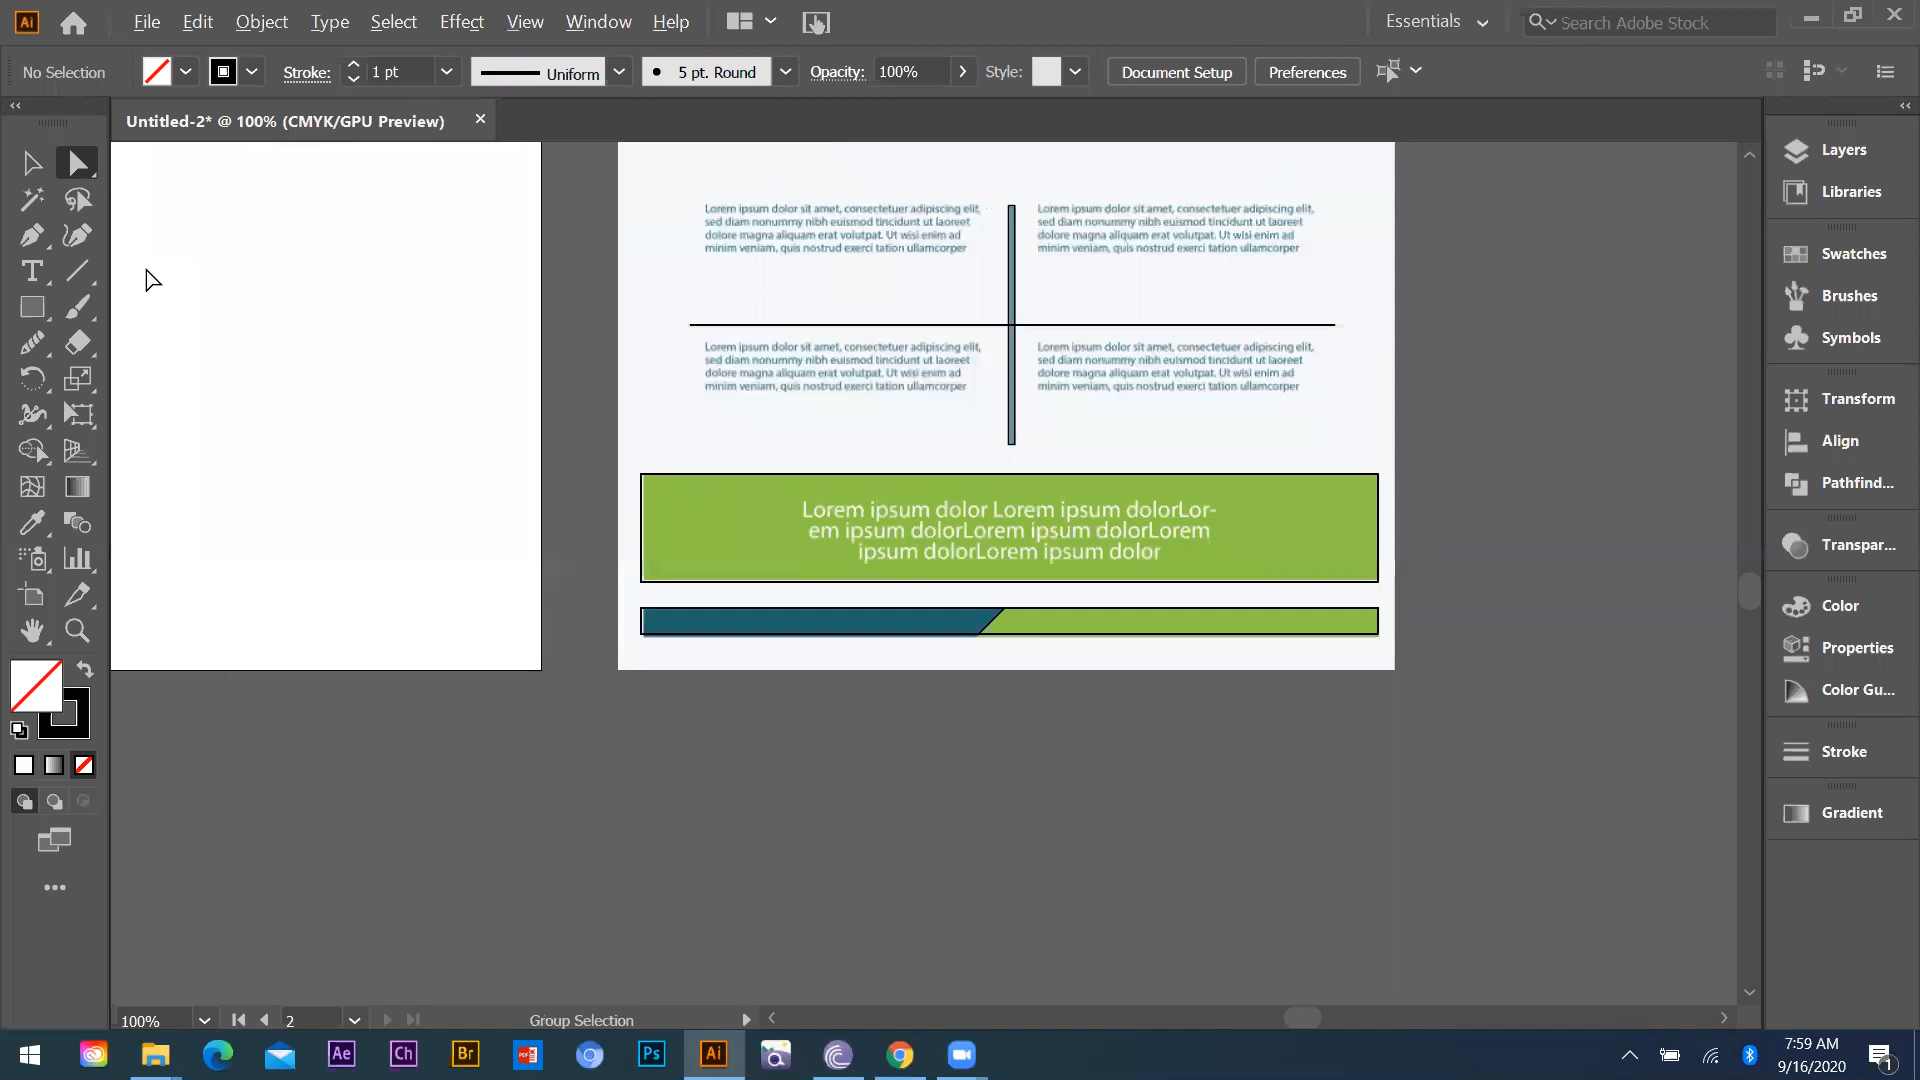 Ai File Edit Object Type Select Effect View Window Help Essentials Search Adobe Stock
No Selection Stroke: 1 pt Uniform 5 pt. Round Opacity: 100% Style: Document Setup Preferences
Untitled-2* @ 100% (CMYK/GPU Preview)
Layers
Libraries
Swatches
Brushes
Symbols
Transform
Align
Pathfind...
Transpar...
Color
Properties
Color Gu...
Stroke
Gradient
Lorem ipsum dolor sit amet, consectetuer adipiscing elit,
sed diam nonummy nibh euismod tincidunt ut laoreet
dolore magna aliquam erat volutpat. Ut wisi enim ad
minim veniam, quis nostrud exerci tation ullamcorper
Lorem ipsum dolor sit amet, consectetuer adipiscing elit,
sed diam nonummy nibh euismod tincidunt ut laoreet
dolore magna aliquam erat volutpat. Ut wisi enim ad
minim veniam, quis nostrud exerci tation ullamcorper
Lorem ipsum dolor sit amet, consectetuer adipiscing elit,
sed diam nonummy nibh euismod tincidunt ut laoreet
dolore magna aliquam erat volutpat. Ut wisi enim ad
minim veniam, quis nostrud exerci tation ullamcorper
Lorem ipsum dolor sit amet, consectetuer adipiscing elit,
sed diam nonummy nibh euismod tincidunt ut laoreet
dolore magna aliquam erat volutpat. Ut wisi enim ad
minim veniam, quis nostrud exerci tation ullamcorper
Lorem ipsum dolor Lorem ipsum dolorLor-
em ipsum dolorLorem ipsum dolorLorem
ipsum dolorLorem ipsum dolor
100% 2 Group Selection
Ae Ch Br PDF Ps Ai
7:59 AM
9/16/2020
1